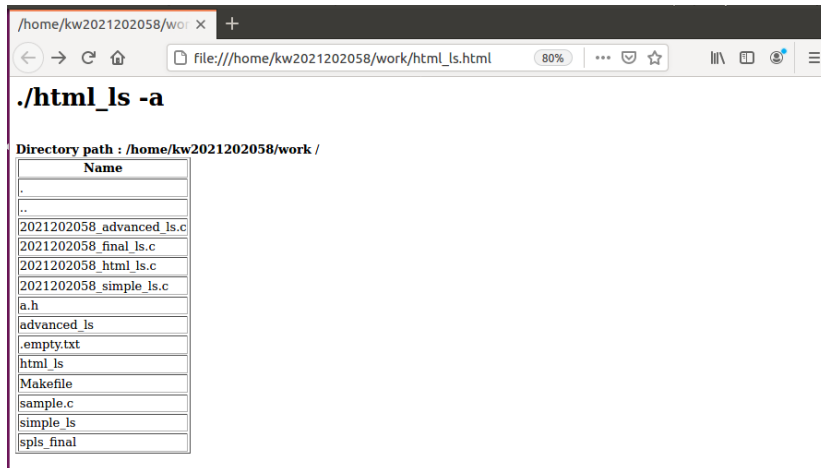 /home/kw2021202058/wor
file:///home/kw2021202058/work/html_ls.html 80%
./html_ls -a
Directory path : /home/kw2021202058/work /
Name
.
..
2021202058_advanced_ls.c
2021202058_final_ls.c
2021202058_html_ls.c
2021202058_simple_ls.c
a.h
advanced_ls
.empty.txt
html_ls
Makefile
sample.c
simple_ls
spls_final